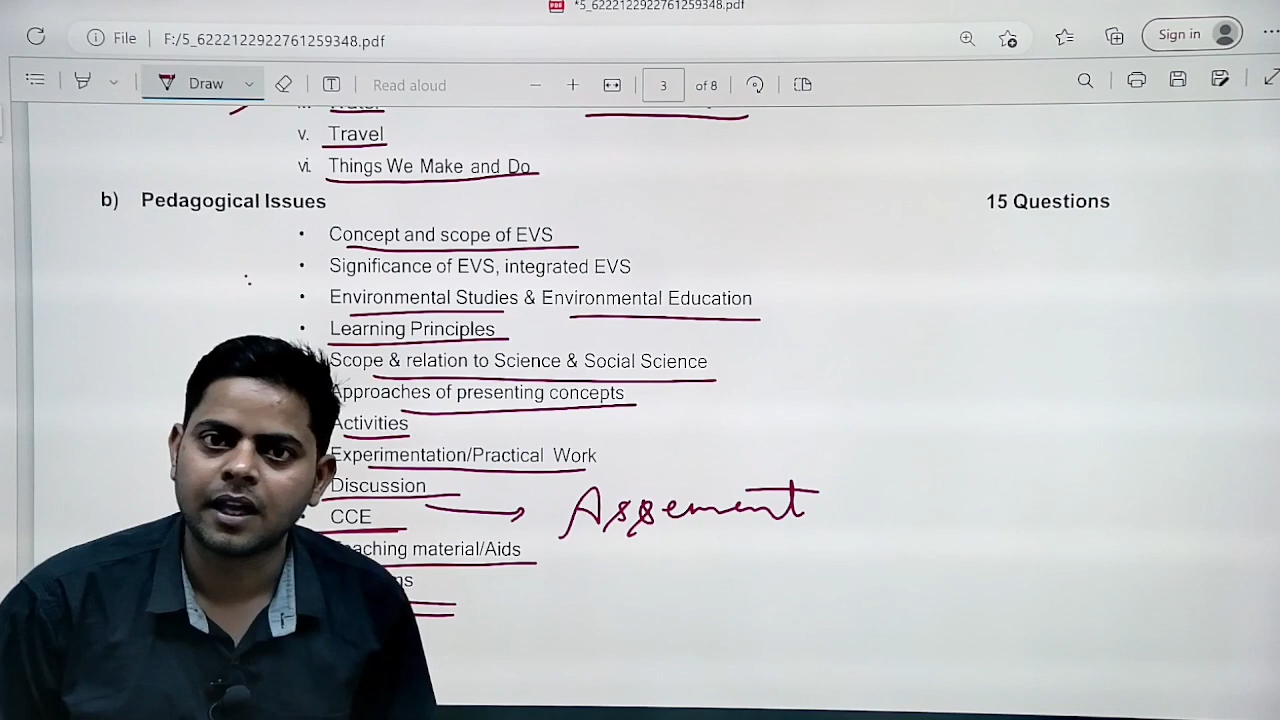 *5_6222122922761259348.pdf
File F:/5_6222122922761259348.pdf Sign in
Draw Read aloud 3 of 8
v. Travel
vi. Things We Make and Do
b) Pedagogical Issues 15 Questions
• Concept and scope of EVS
• Significance of EVS, integrated EVS
• Environmental Studies & Environmental Education
• Learning Principles
Scope & relation to Science & Social Science
Approaches of presenting concepts
Activities
Experimentation/Practical Work
Discussion
• CCE
Assement
material/Aids